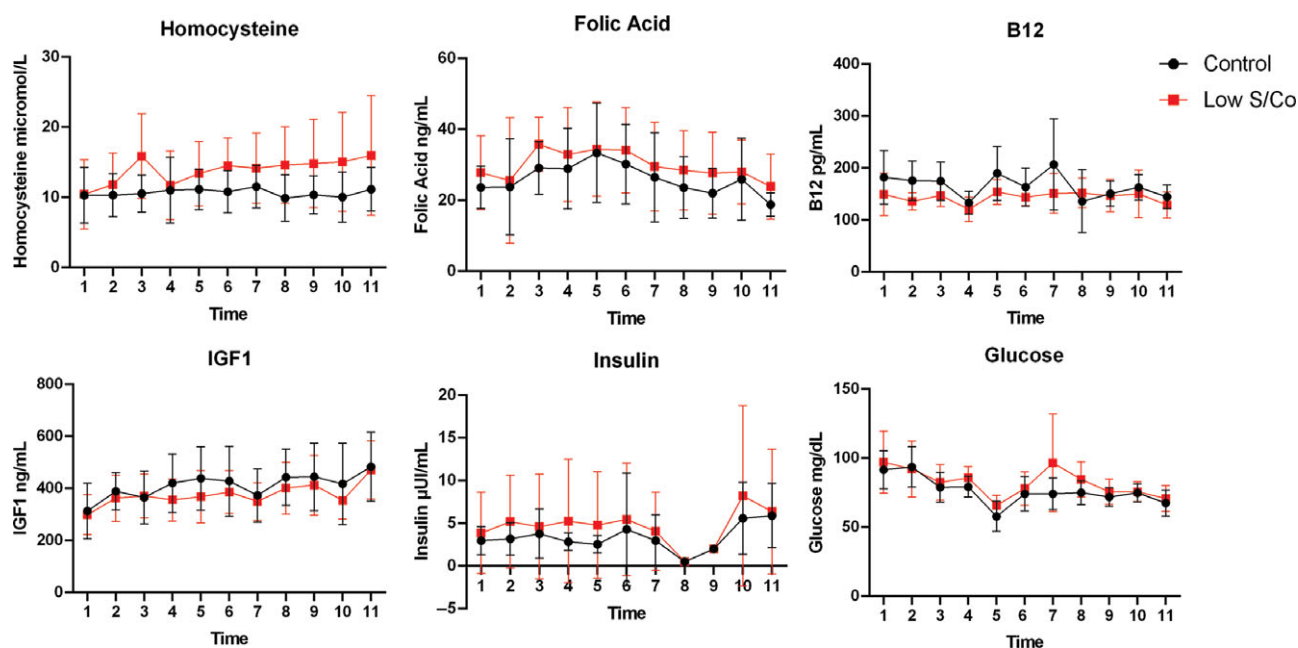 Homocysteine
Homocysteine micromol/L
30
20
10
0
1 2 3 4 5 6 7 8 9 10 11
Time
Folic Acid
Folic Acid ng/mL
60
40
20
0
1 2 3 4 5 6 7 8 9 10 11
Time
B12
B12 pg/mL
400
300
200
100
0
1 2 3 4 5 6 7 8 9 10 11
Time
Control
Low S/Co
IGF1
IGF1 ng/mL
800
600
400
200
0
1 2 3 4 5 6 7 8 9 10 11
Time
Insulin
Insulin µUI/mL
20
15
10
5
0
–5
1 2 3 4 5 6 7 8 9 10 11
Time
Glucose
Glucose mg/dL
150
100
50
0
1 2 3 4 5 6 7 8 9 10 11
Time